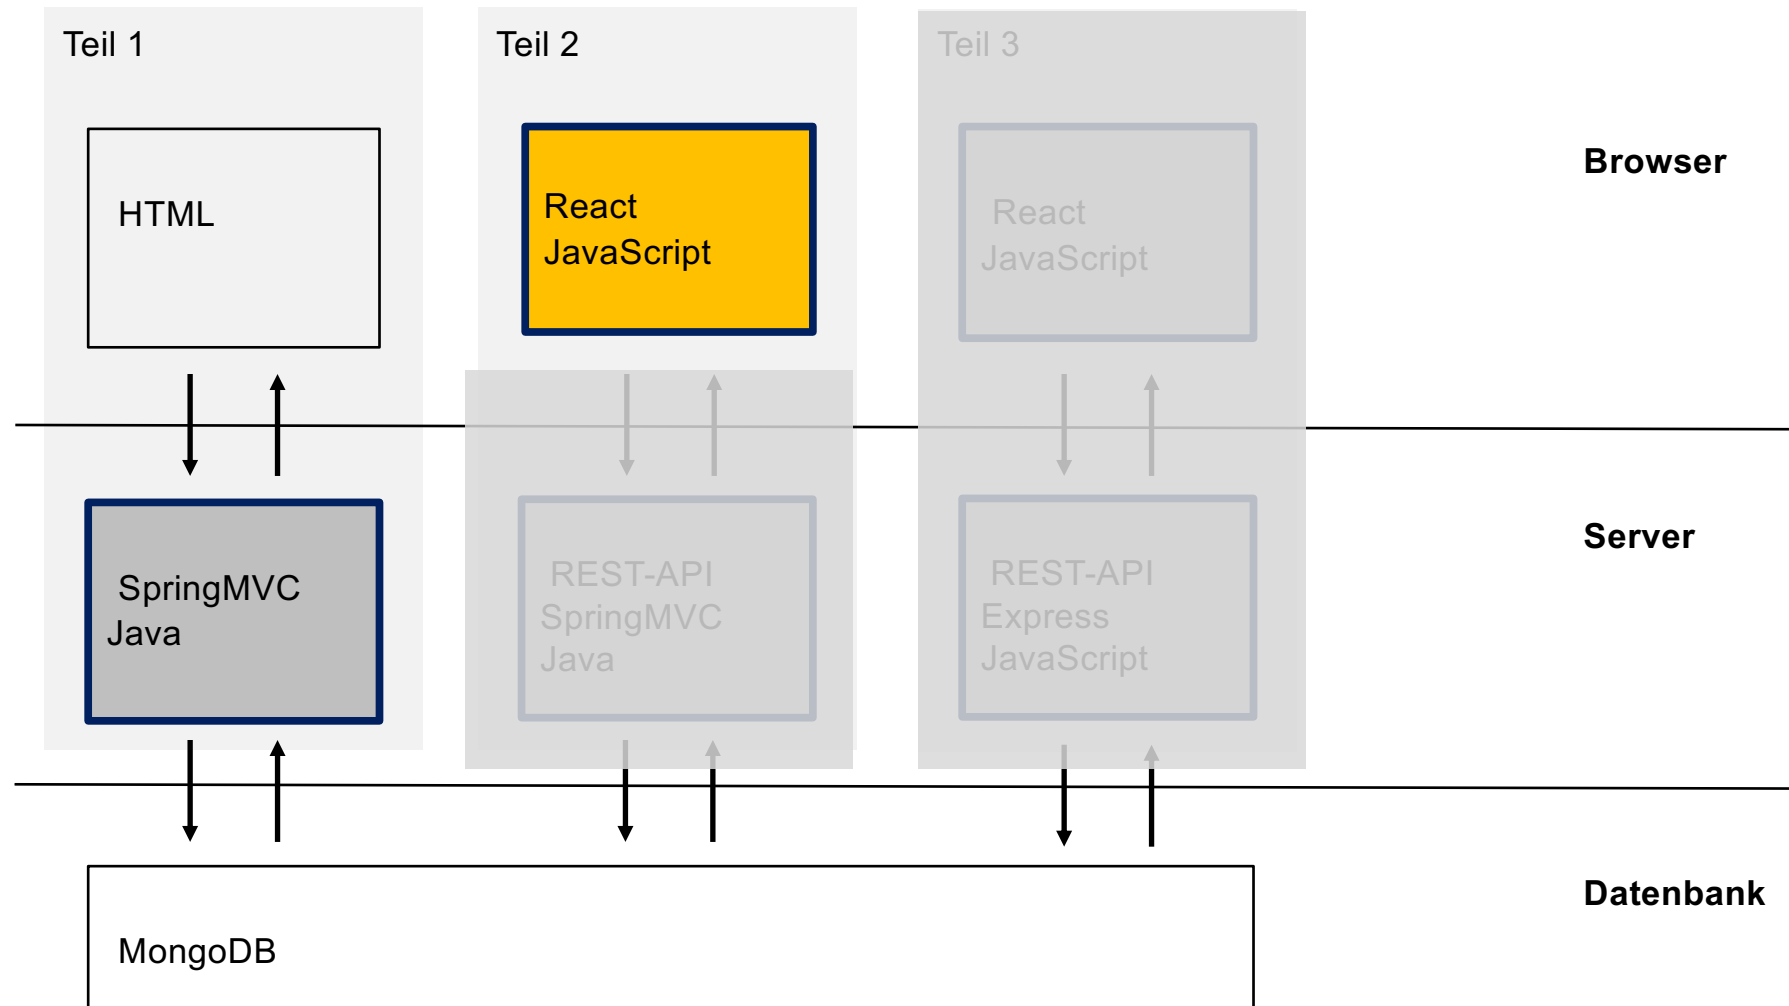 Teil 1
Teil 2
Teil 3
HTML
React
JavaScript
React
JavaScript
Browser
SpringMVC
Java
REST-API
SpringMVC
Java
REST-API
Express
JavaScript
Server
MongoDB
Datenbank